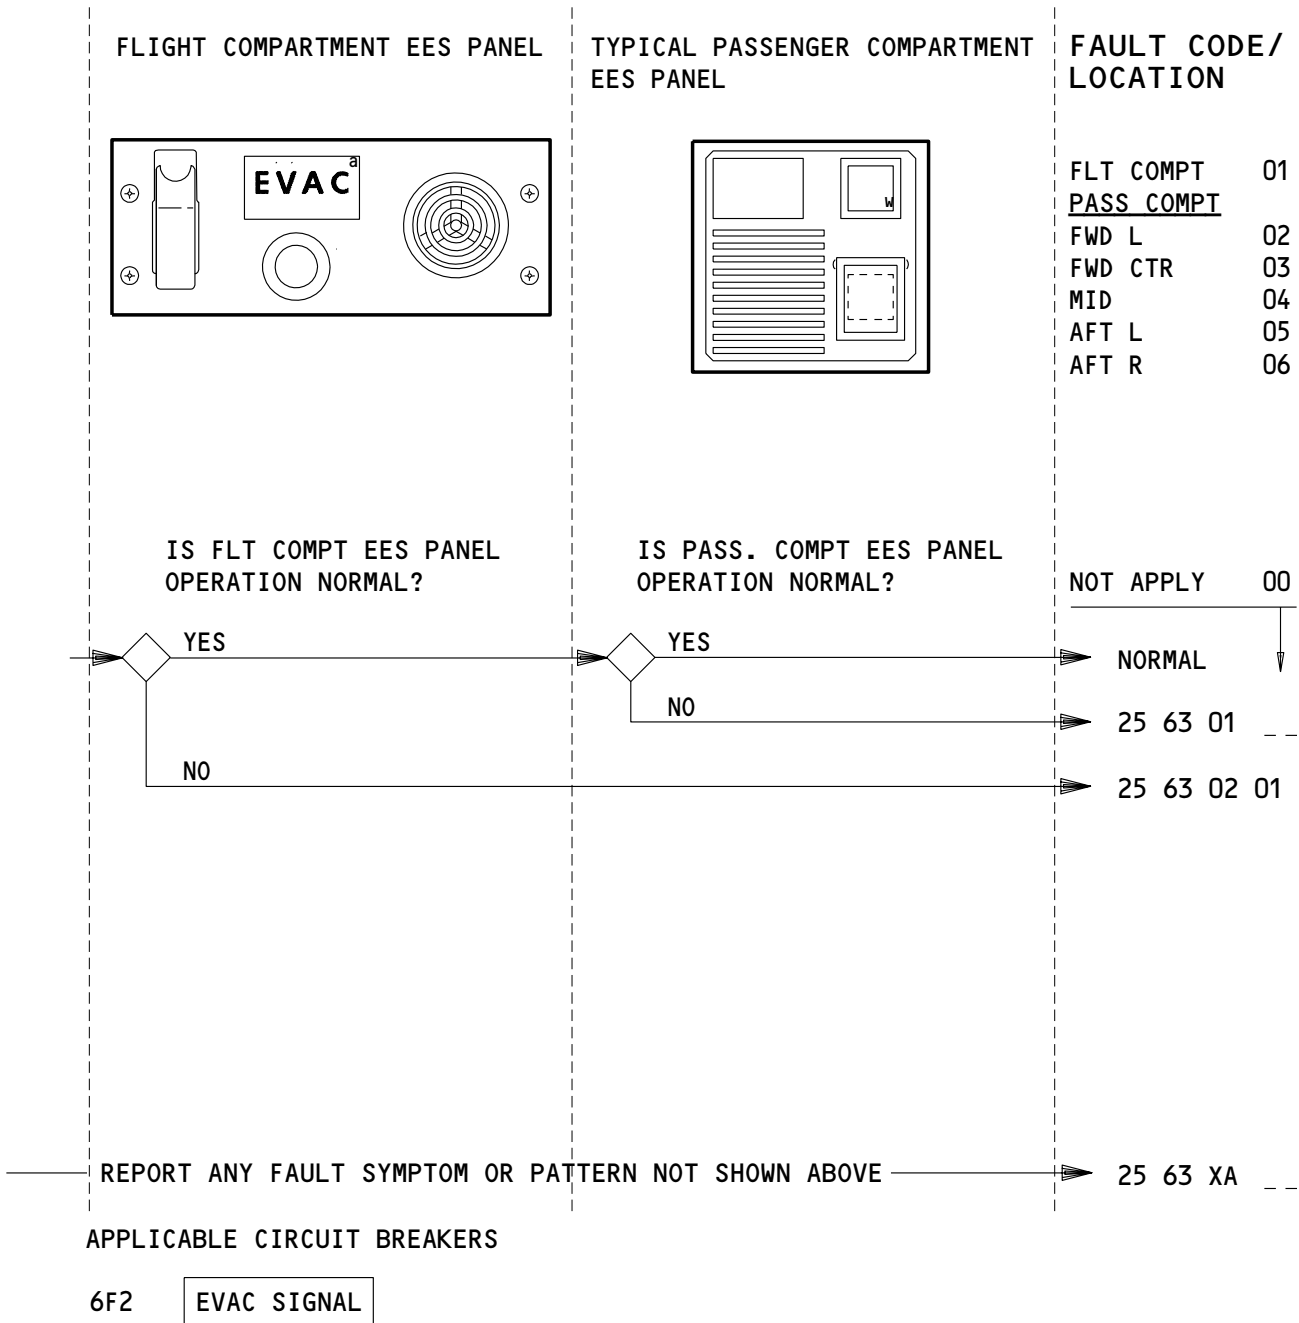 FLIGHT COMPARTMENT EES PANEL
TYPICAL PASSENGER COMPARTMENT
EES PANEL
FAULT CODE/
LOCATION
EVAC a
W
FLT COMPT 01
PASS COMPT
FWD L 02
FWD CTR 03
MID 04
AFT L 05
AFT R 06
IS FLT COMPT EES PANEL
OPERATION NORMAL?
IS PASS. COMPT EES PANEL
OPERATION NORMAL?
NOT APPLY 00
YES
YES
NORMAL
NO
25 63 01 _ _
NO
25 63 02 01
REPORT ANY FAULT SYMPTOM OR PATTERN NOT SHOWN ABOVE
25 63 XA _ _
APPLICABLE CIRCUIT BREAKERS
6F2 EVAC SIGNAL